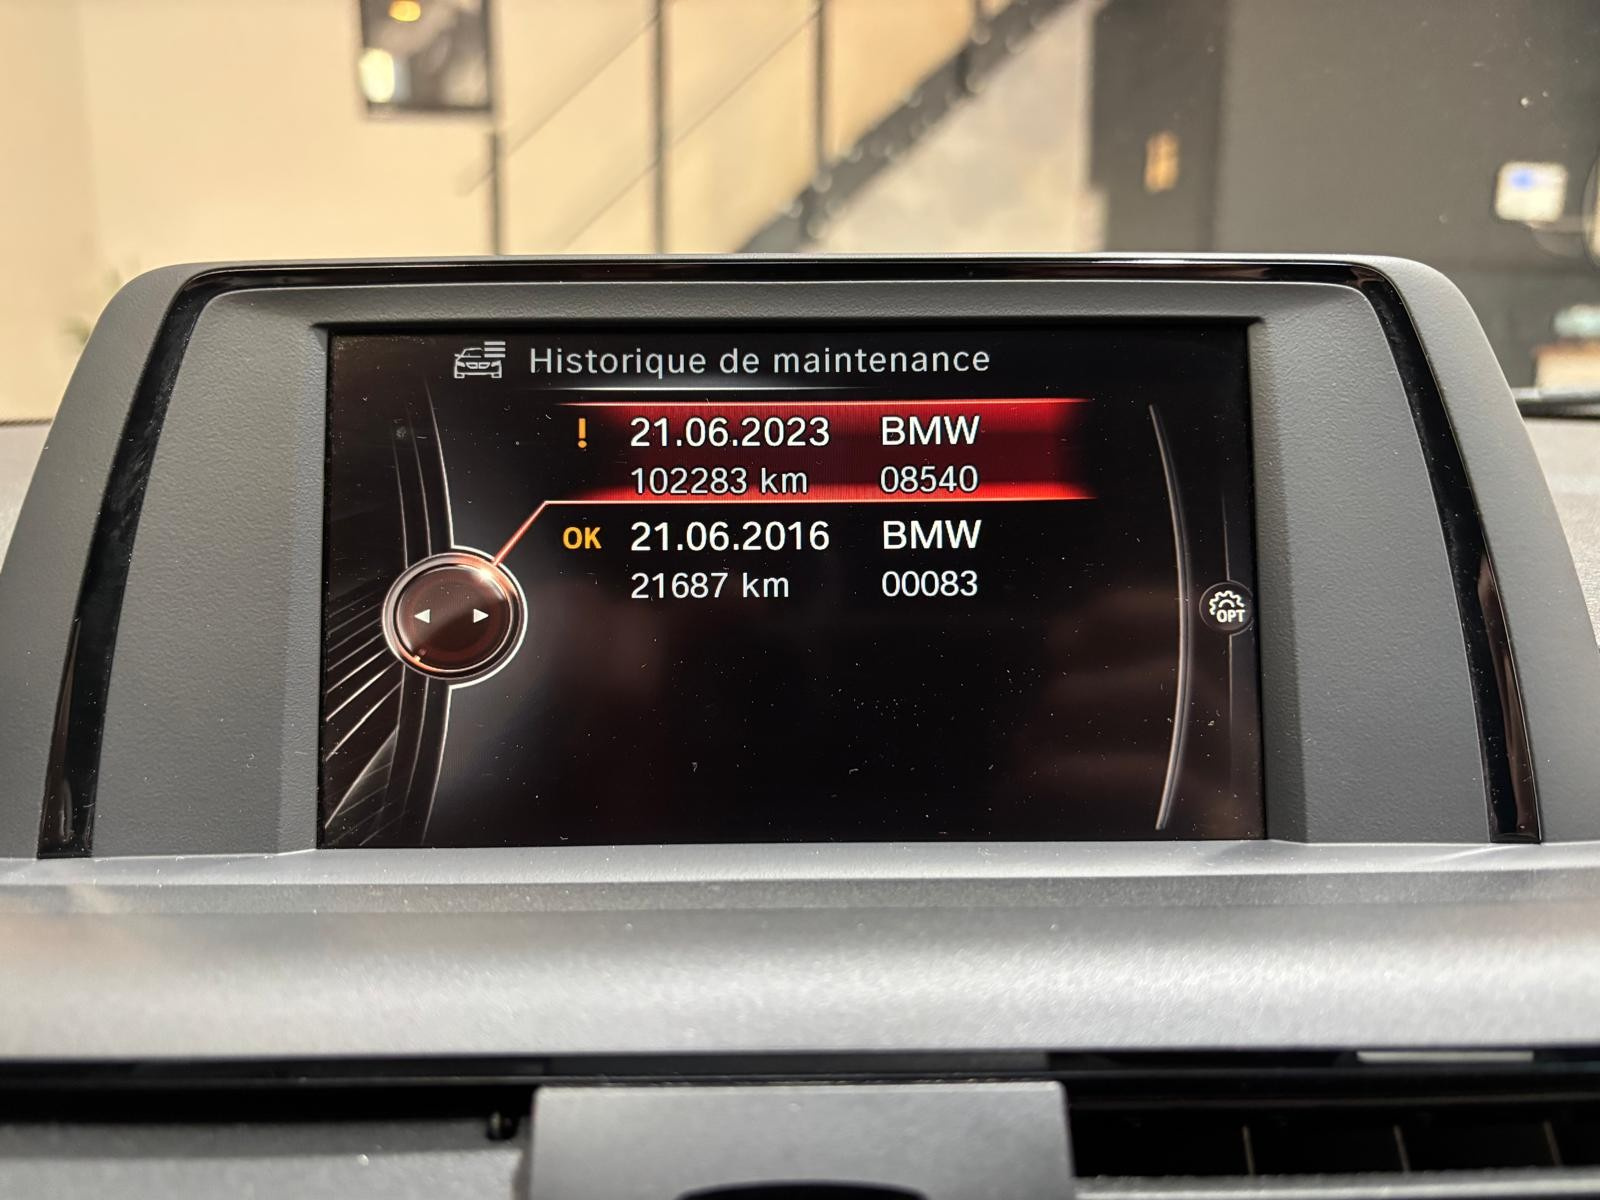 Historique de maintenance
! 21.06.2023 BMW
102283 km 08540
OK 21.06.2016 BMW
21687 km 00083
OPT